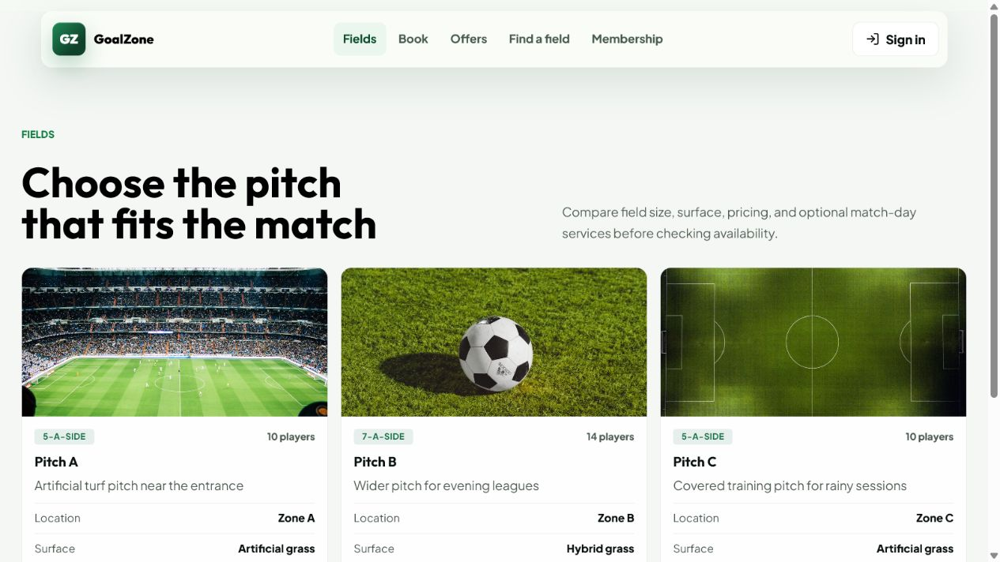 GZ GoalZone Fields Book Offers Find a field Membership Sign in
FIELDS
Choose the pitch
that fits the match
Compare field size, surface, pricing, and optional match-day
services before checking availability.
5-A-SIDE 10 players
Pitch A
Artificial turf pitch near the entrance
Location Zone A
Surface Artificial grass
7-A-SIDE 14 players
Pitch B
Wider pitch for evening leagues
Location Zone B
Surface Hybrid grass
5-A-SIDE 10 players
Pitch C
Covered training pitch for rainy sessions
Location Zone C
Surface Artificial grass